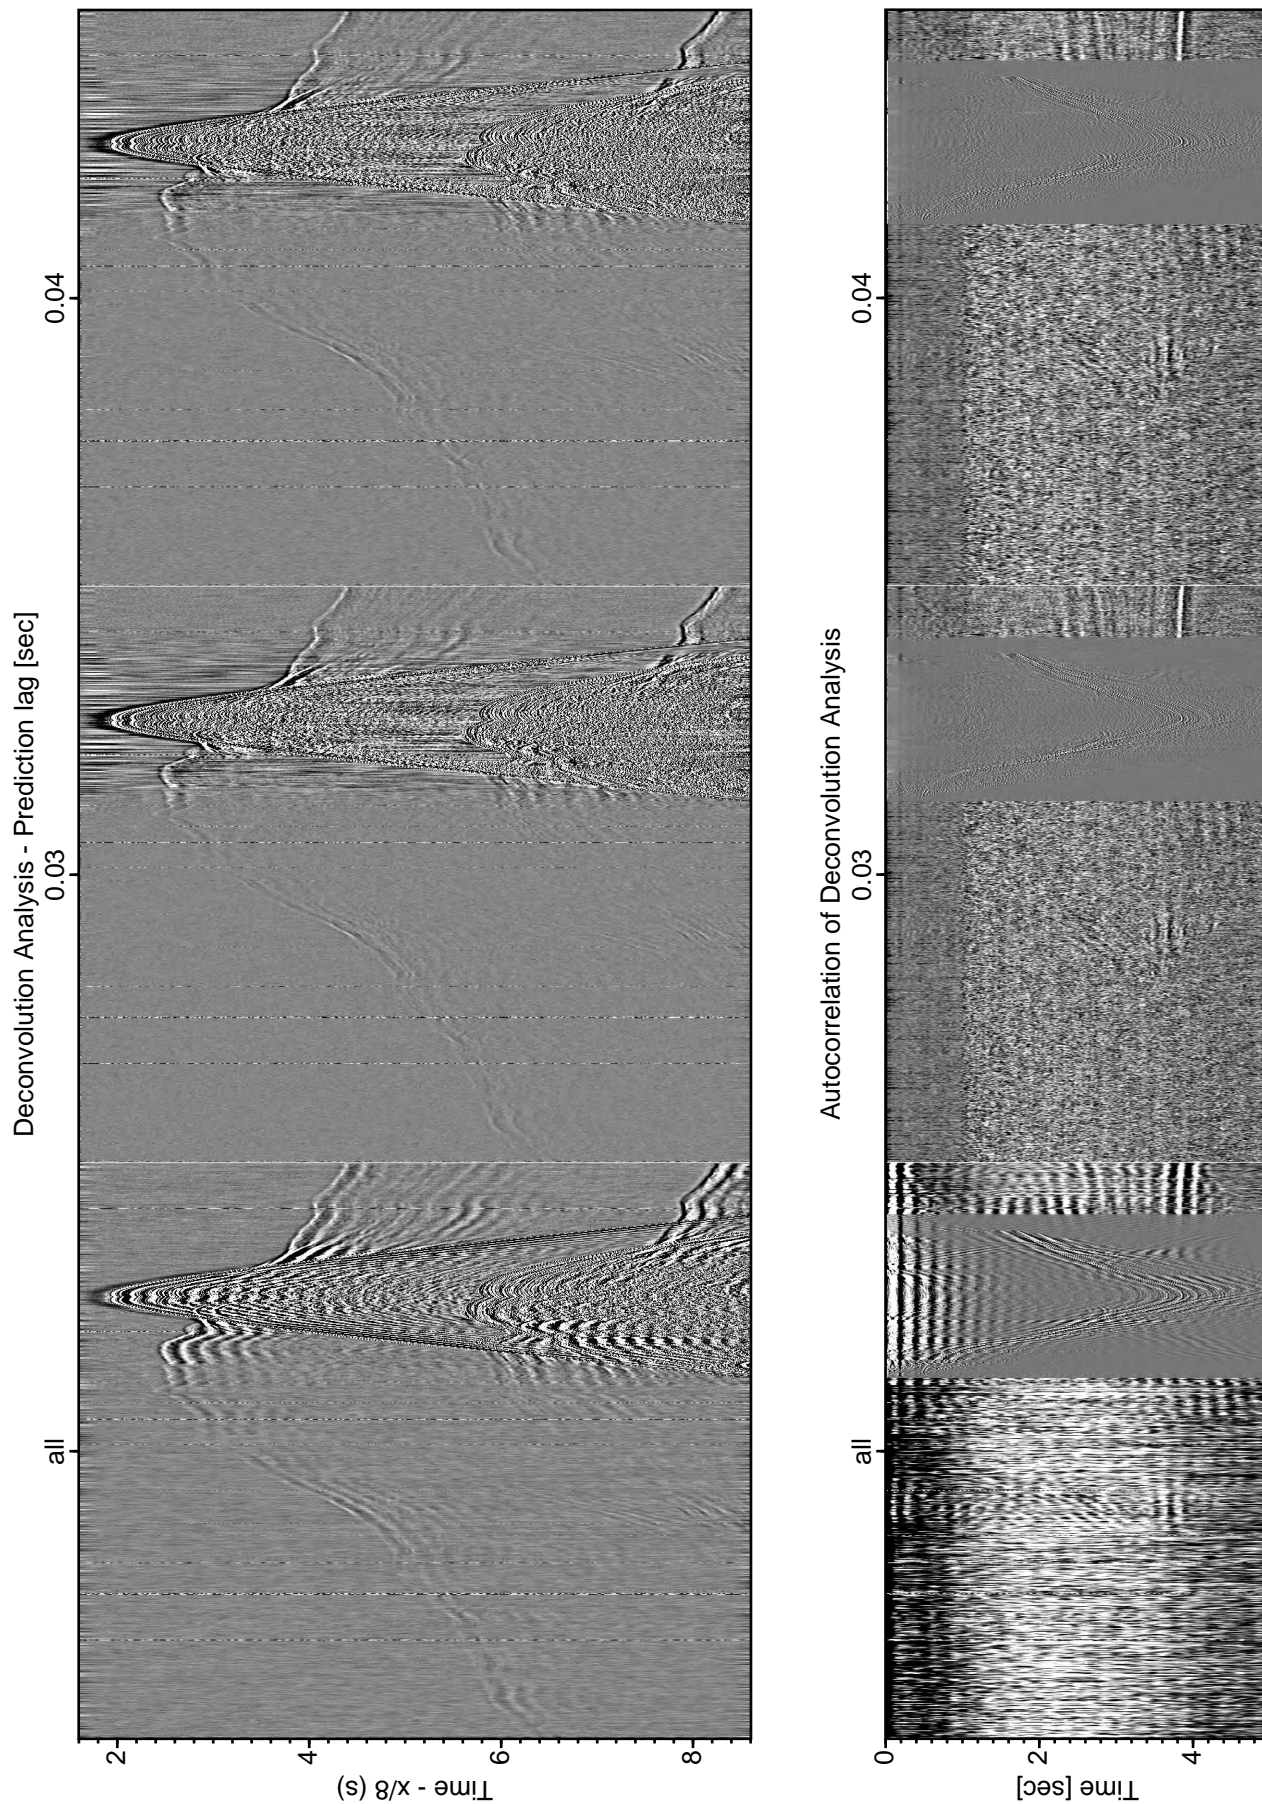 Deconvolution Analysis - Prediction lag [sec]
all 0.03 0.04
Time - x/8 (s)
2
4
6
8
Autocorrelation of Deconvolution Analysis
all 0.03 0.04
Time [sec]
0
2
4